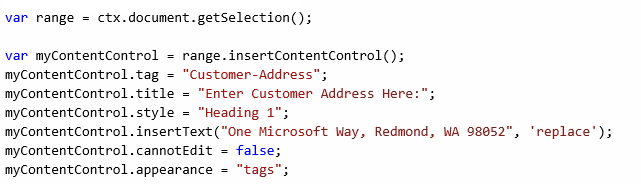 var range = ctx.document.getSelection();
var myContentControl = range.insertContentControl();
myContentControl.tag = "Customer-Address";
myContentControl.title = "Enter Customer Address Here:";
myContentControl.style = "Heading 1";
myContentControl.insertText("One Microsoft Way, Redmond, WA 98052", 'replace');
myContentControl.cannotEdit = false;
myContentControl.appearance = "tags";